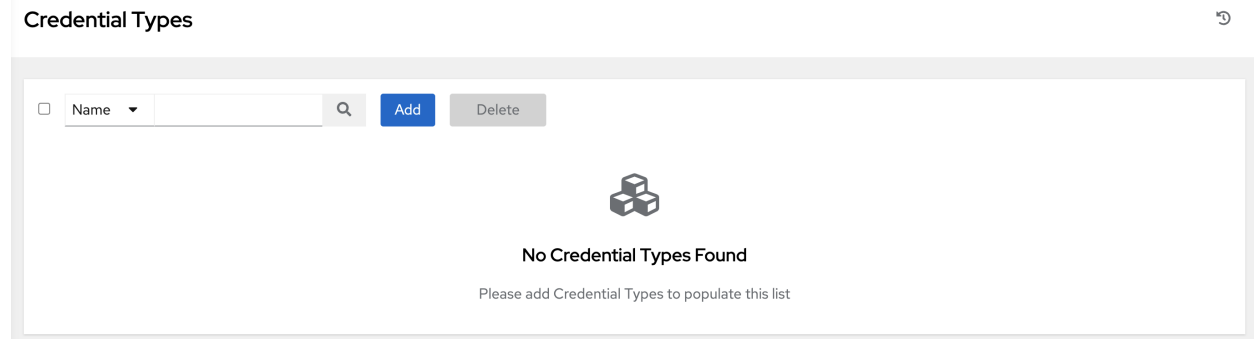 Credential Types
Name Add Delete
No Credential Types Found
Please add Credential Types to populate this list